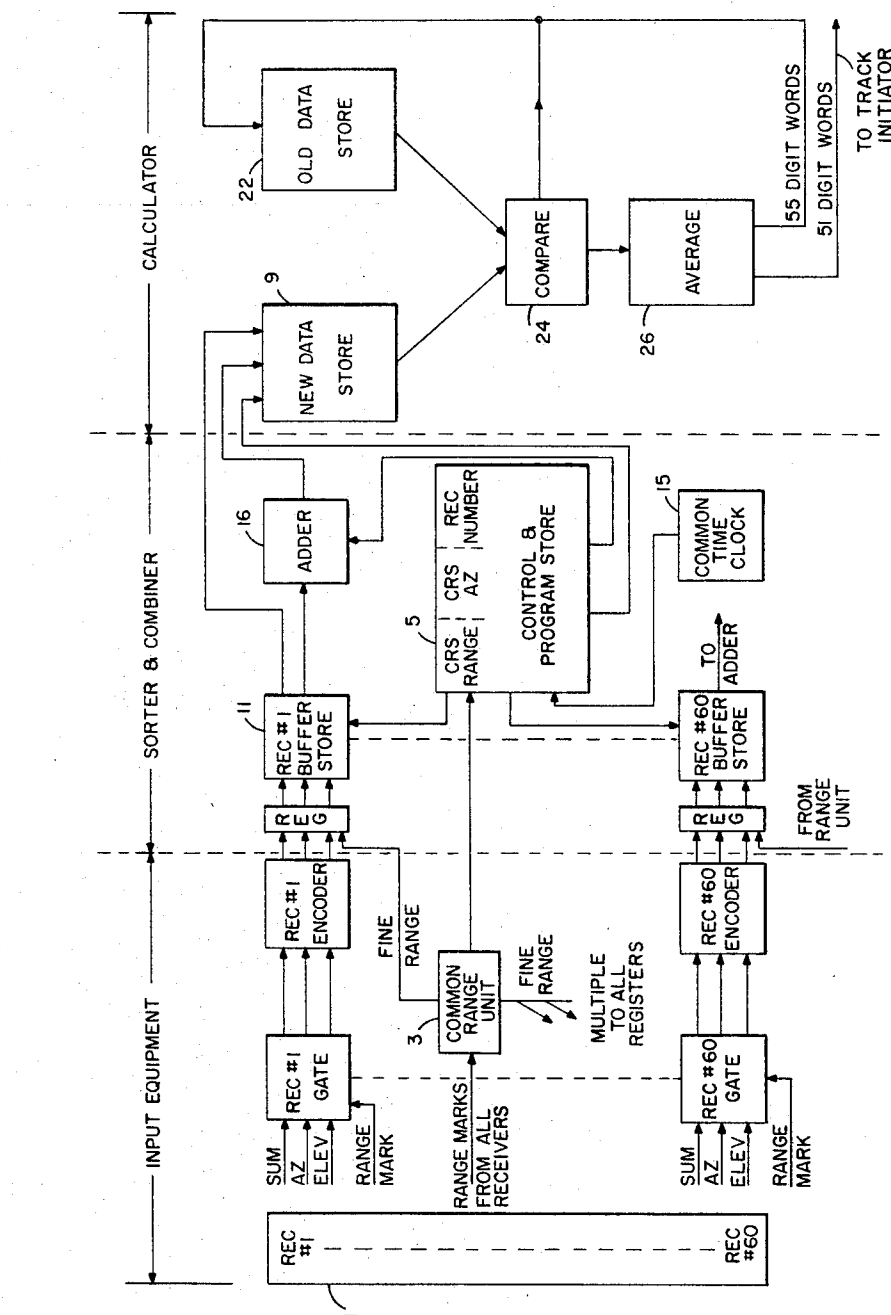 INPUT EQUIPMENT
SORTER & COMBINER
CALCULATOR
REC
#1
REC
#60
SUM
AZ
ELEV
RANGE
MARK
REC #1
GATE
REC #1
ENCODER
REG
11
REC #1
BUFFER
STORE
16
ADDER
9
NEW DATA
STORE
22
OLD DATA
STORE
FINE
RANGE
RANGE MARKS
FROM ALL
RECEIVERS
3
COMMON
RANGE
UNIT
FINE
RANGE
MULTIPLE
TO ALL
REGISTERS
5
CRS
RANGE
CRS
AZ
REC
NUMBER
CONTROL &
PROGRAM STORE
COMPARE
24
AVERAGE
26
SUM
AZ
ELEV
RANGE
MARK
REC #60
GATE
REC #60
ENCODER
REG
FROM
RANGE
UNIT
REC #60
BUFFER
STORE
TO
ADDER
15
COMMON
TIME
CLOCK
55 DIGIT WORDS
51 DIGIT WORDS
TO TRACK
INITIATOR